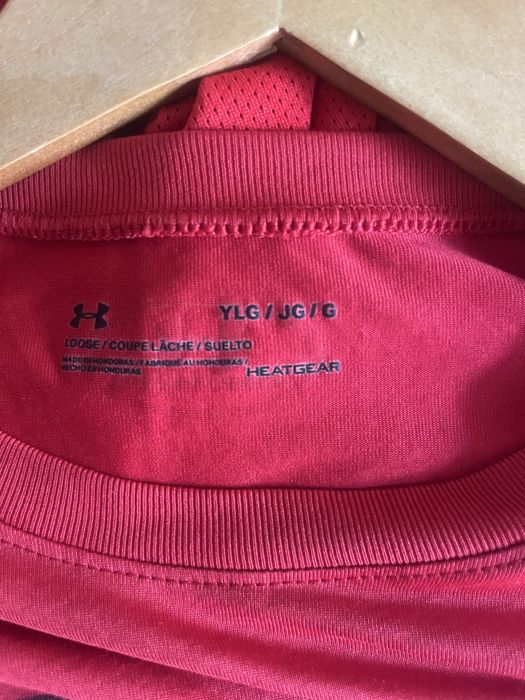 YLG / JG / G
LOOSE / COUPE LÂCHE / SUELTO
MADE IN HONDURAS / FABRIQUÉ AU HONDURAS /
HECHO EN HONDURAS
HEATGEAR